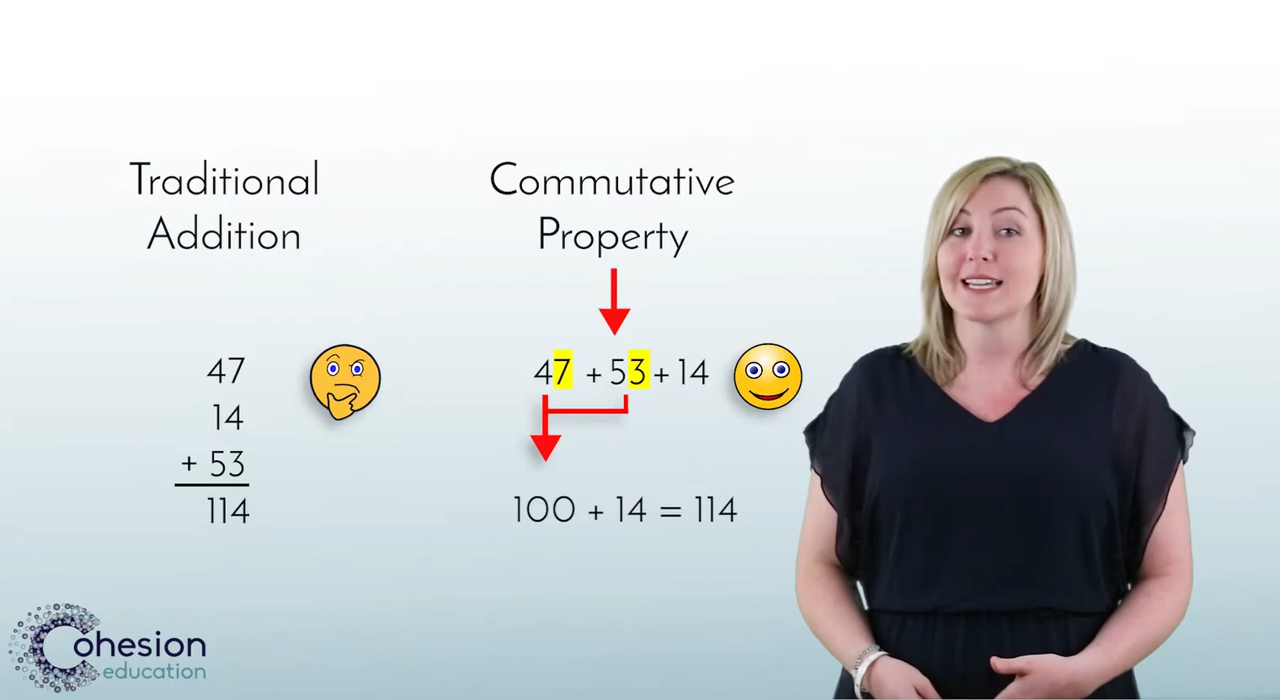 Traditional
Addition
47
14
+ 53
114
Commutative
Property
47 + 53 + 14
100 + 14 = 114
Cohesion
education